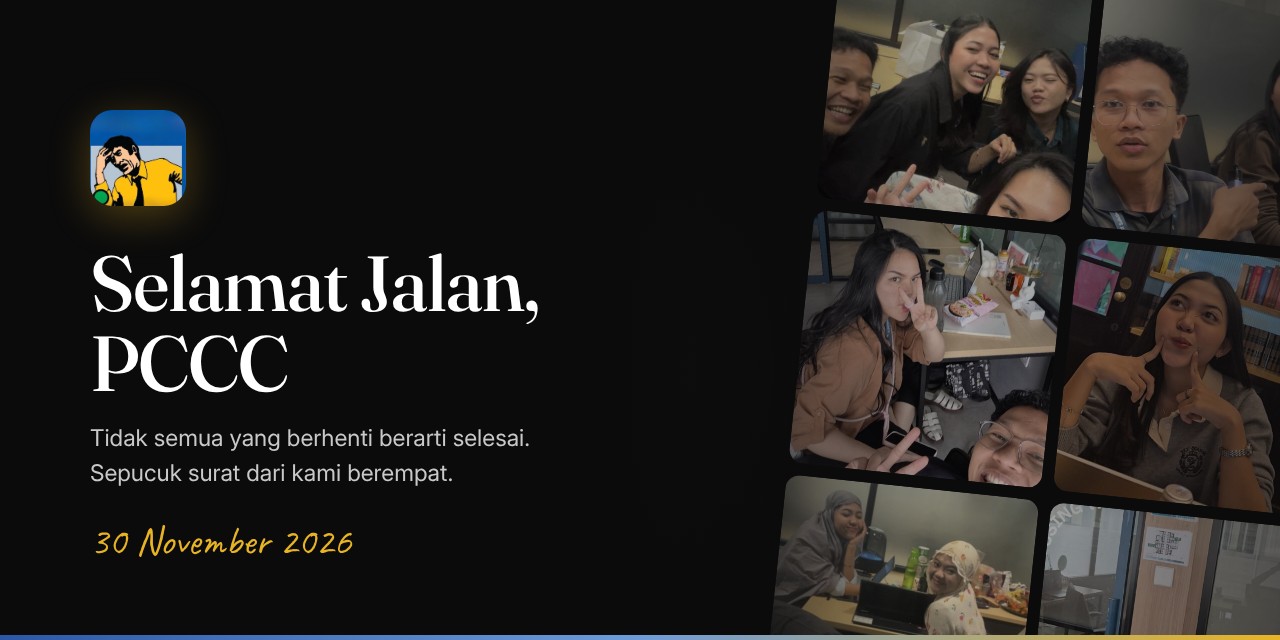 Selamat Jalan,
PCCC
Tidak semua yang berhenti berarti selesai.
Sepucuk surat dari kami berempat.
30 November 2026